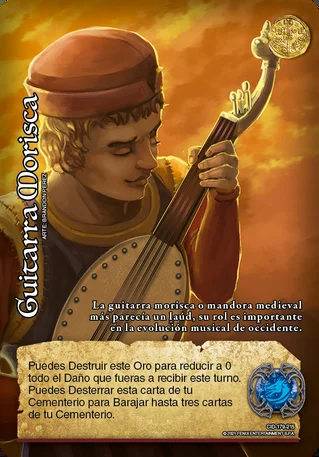 Guitarra Morisca
ARTE: BRANDON PEREZ
La guitarra morisca o mandora medieval
más parecía un laúd, su rol es importante
en la evolución musical de occidente.
Puedes Destruir este Oro para reducir a 0
todo el Daño que fueras a recibir este turno.
Puedes Desterrar esta carta de tu
Cementerio para Barajar hasta tres cartas
de tu Cementerio.
CID-179-215
© 2021 FENIX ENTERTAINMENT S.P.A.